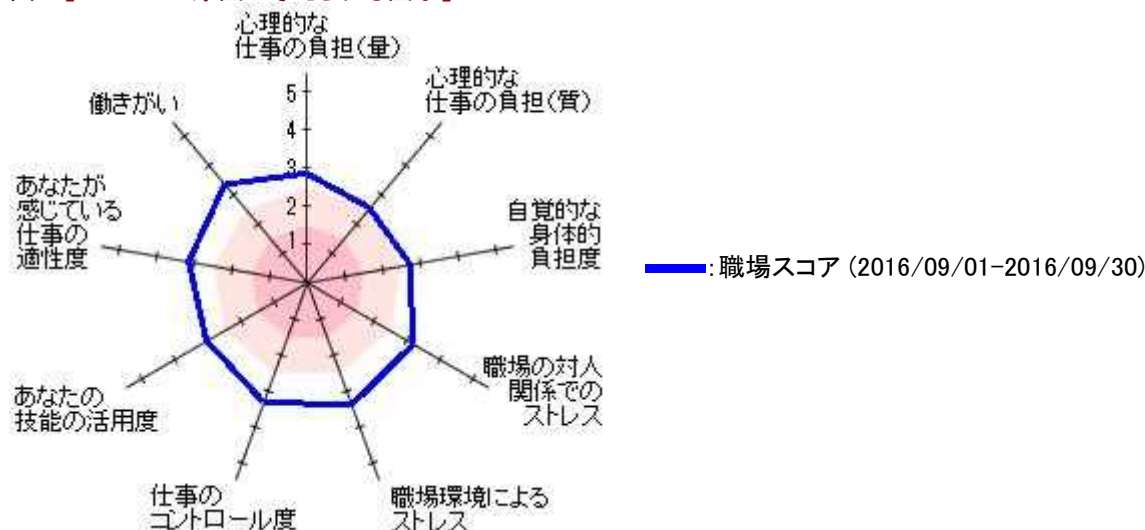 心理的な
仕事の負担(量)
心理的な
仕事の負担(質)
自覚的な
身体的
負担度
職場の対人
関係での
ストレス
職場環境による
ストレス
仕事の
コントロール度
あなたの
技能の活用度
あなたが
感じている
仕事の
適性度
働きがい
5
4
3
2
1
:職場スコア (2016/09/01-2016/09/30)